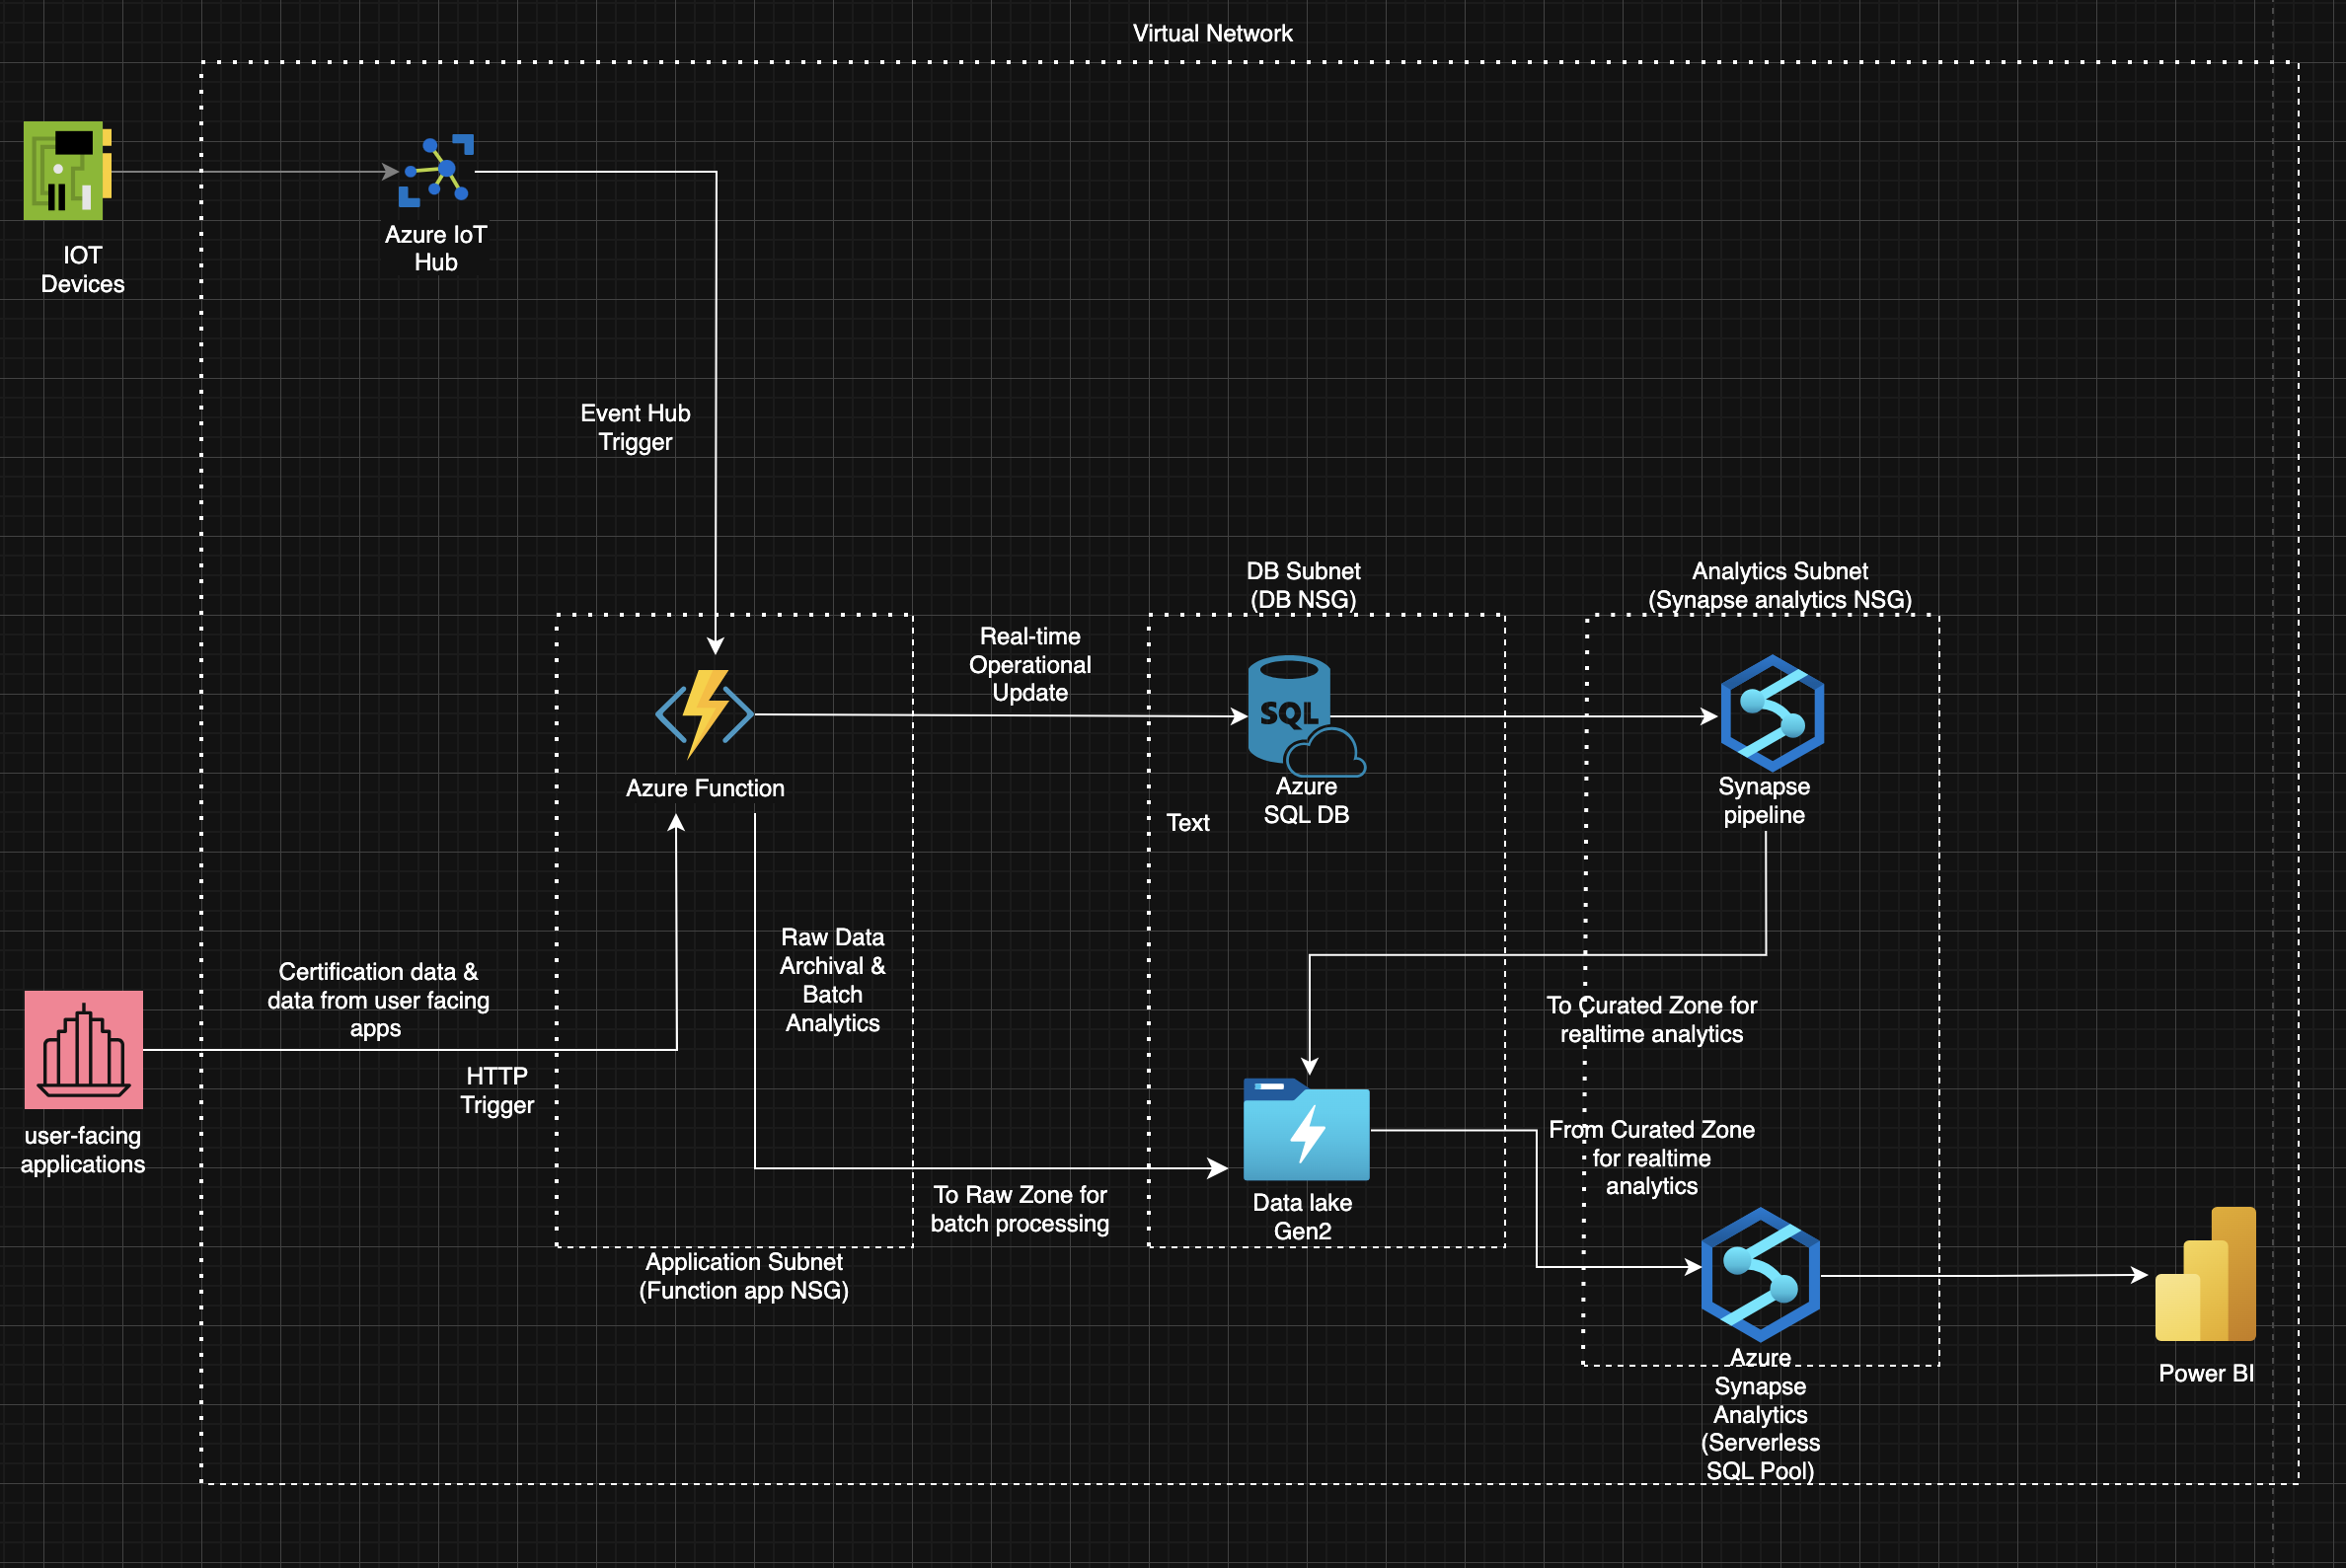 Virtual Network
IOT
Devices
Azure IoT
Hub
Event Hub
Trigger
DB Subnet
(DB NSG)
Analytics Subnet
(Synapse analytics NSG)
Real-time
Operational
Update
SQL
Azure Function
Azure
SQL DB
Text
Synapse
pipeline
Raw Data
Archival &
Batch
Analytics
Certification data &
data from user facing
apps
HTTP
Trigger
user-facing
applications
To Curated Zone for
realtime analytics
From Curated Zone
for realtime
analytics
To Raw Zone for
batch processing
Data lake
Gen2
Application Subnet
(Function app NSG)
Azure
Synapse
Analytics
(Serverless
SQL Pool)
Power BI